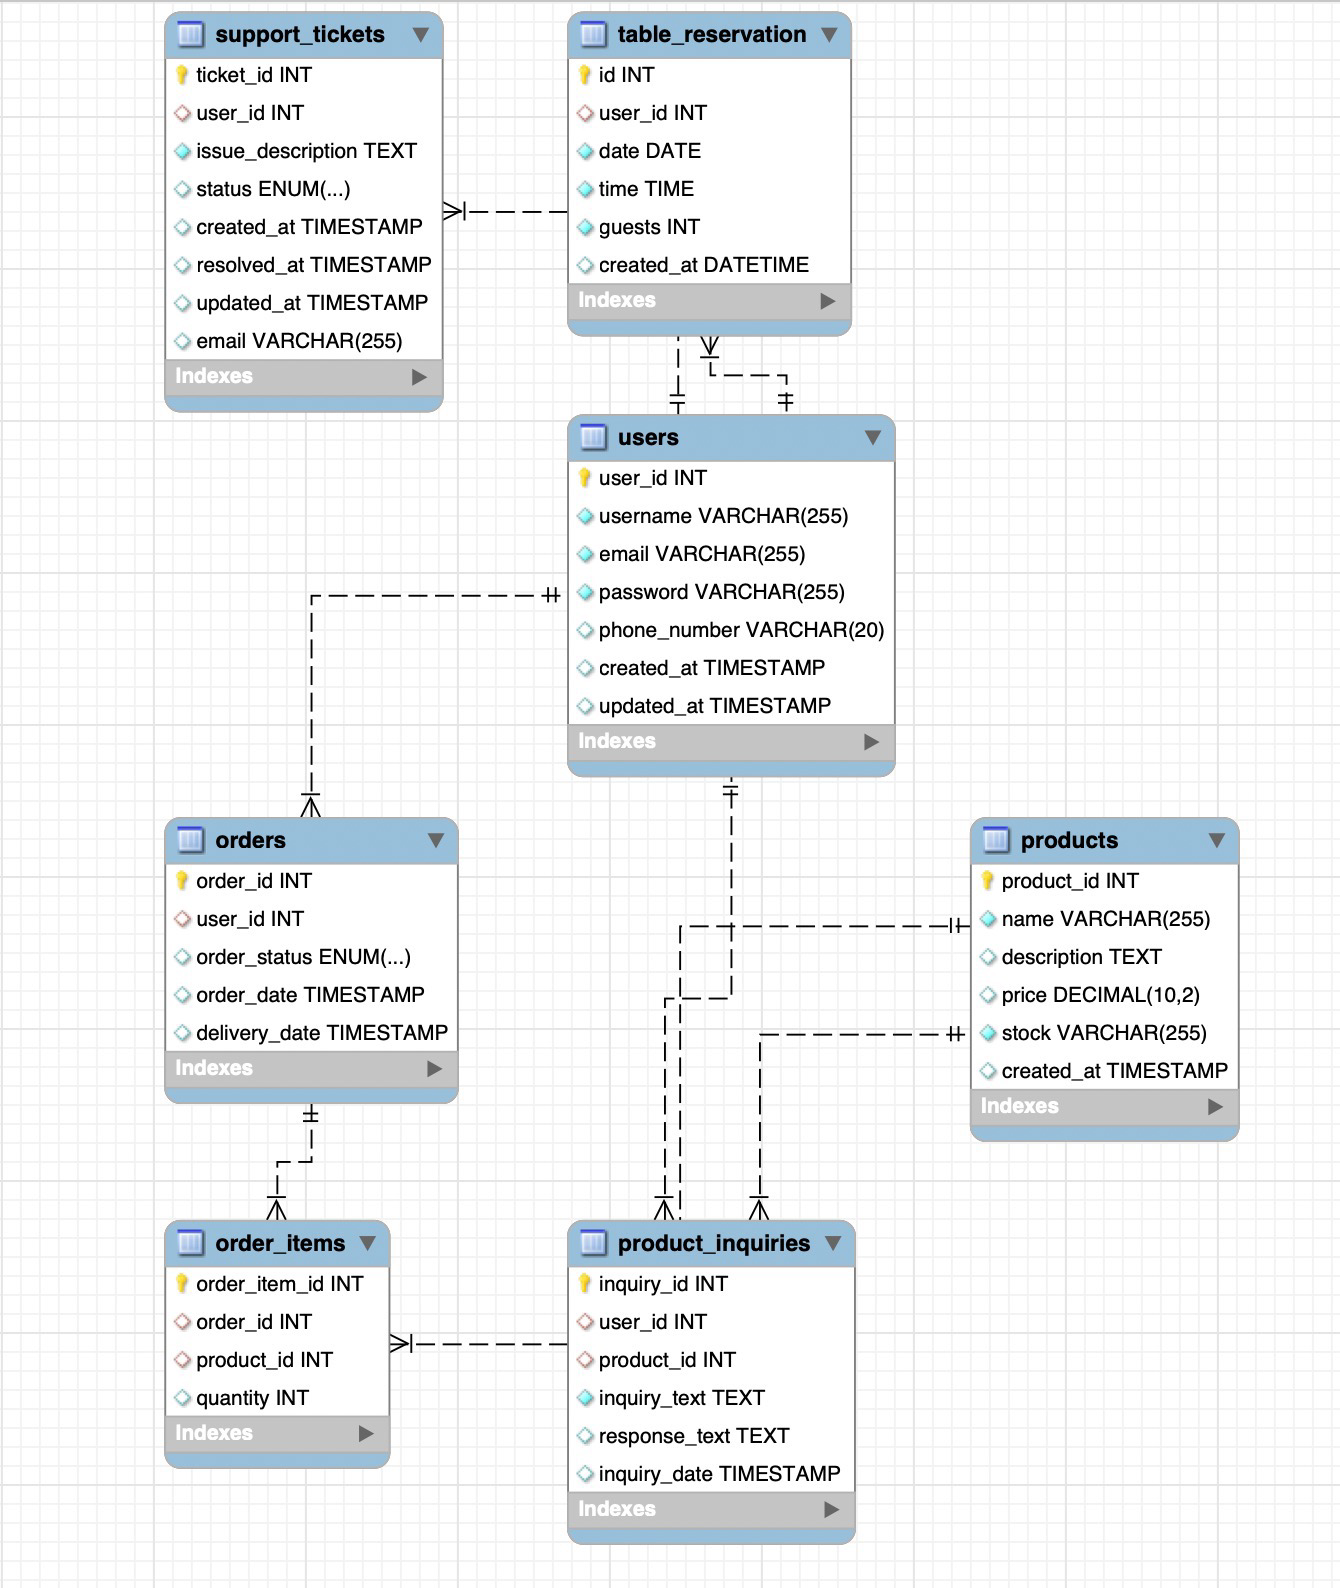 support_tickets
ticket_id INT
user_id INT
issue_description TEXT
status ENUM(...)
created_at TIMESTAMP
resolved_at TIMESTAMP
updated_at TIMESTAMP
email VARCHAR(255)
Indexes
table_reservation
id INT
user_id INT
date DATE
time TIME
guests INT
created_at DATETIME
Indexes
users
user_id INT
username VARCHAR(255)
email VARCHAR(255)
password VARCHAR(255)
phone_number VARCHAR(20)
created_at TIMESTAMP
updated_at TIMESTAMP
Indexes
orders
order_id INT
user_id INT
order_status ENUM(...)
order_date TIMESTAMP
delivery_date TIMESTAMP
Indexes
products
product_id INT
name VARCHAR(255)
description TEXT
price DECIMAL(10,2)
stock VARCHAR(255)
created_at TIMESTAMP
Indexes
order_items
order_item_id INT
order_id INT
product_id INT
quantity INT
Indexes
product_inquiries
inquiry_id INT
user_id INT
product_id INT
inquiry_text TEXT
response_text TEXT
inquiry_date TIMESTAMP
Indexes